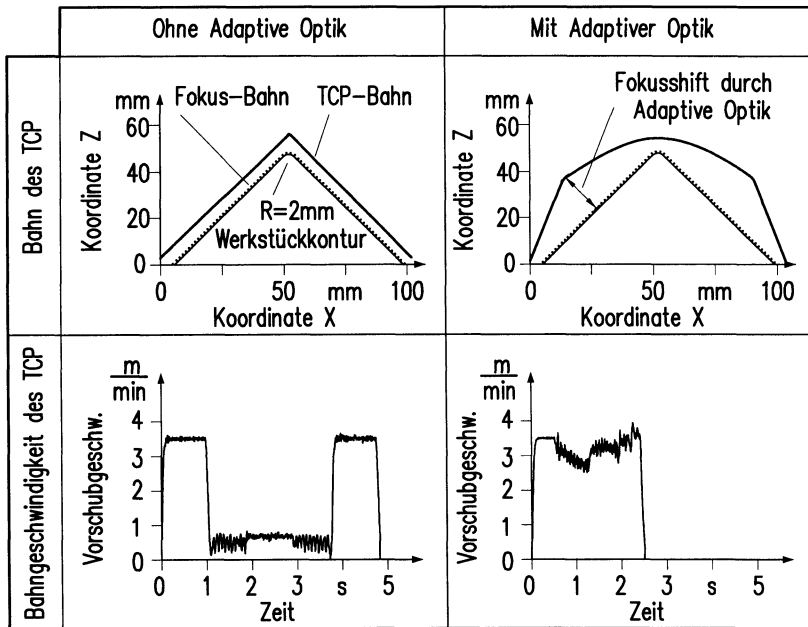 Ohne Adaptive Optik
Mit Adaptiver Optik
Bahn des TCP
mm
60
40
20
0
Koordinate Z
Fokus-Bahn
TCP-Bahn
R=2mm
Werkstückkontur
0
50
mm
100
Koordinate X
mm
60
40
20
0
Koordinate Z
Fokusshift durch
Adaptive Optik
0
50
mm
100
Koordinate X
Bahngeschwindigkeit des TCP
m
min
4
3
2
1
0
Vorschubgeschw.
0 1 2 3 s 5
Zeit
m
min
4
3
2
1
0
Vorschubgeschw.
0 1 2 3 s 5
Zeit